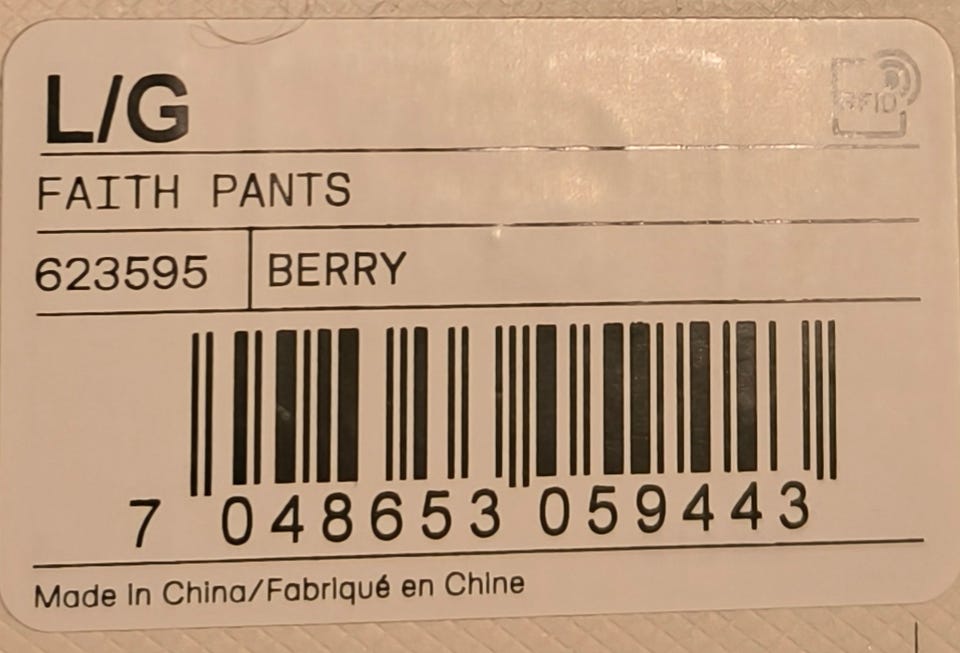 L/G
RFID
FAITH PANTS
623595 BERRY
7 048653 059443
Made In China/Fabriqué en Chine